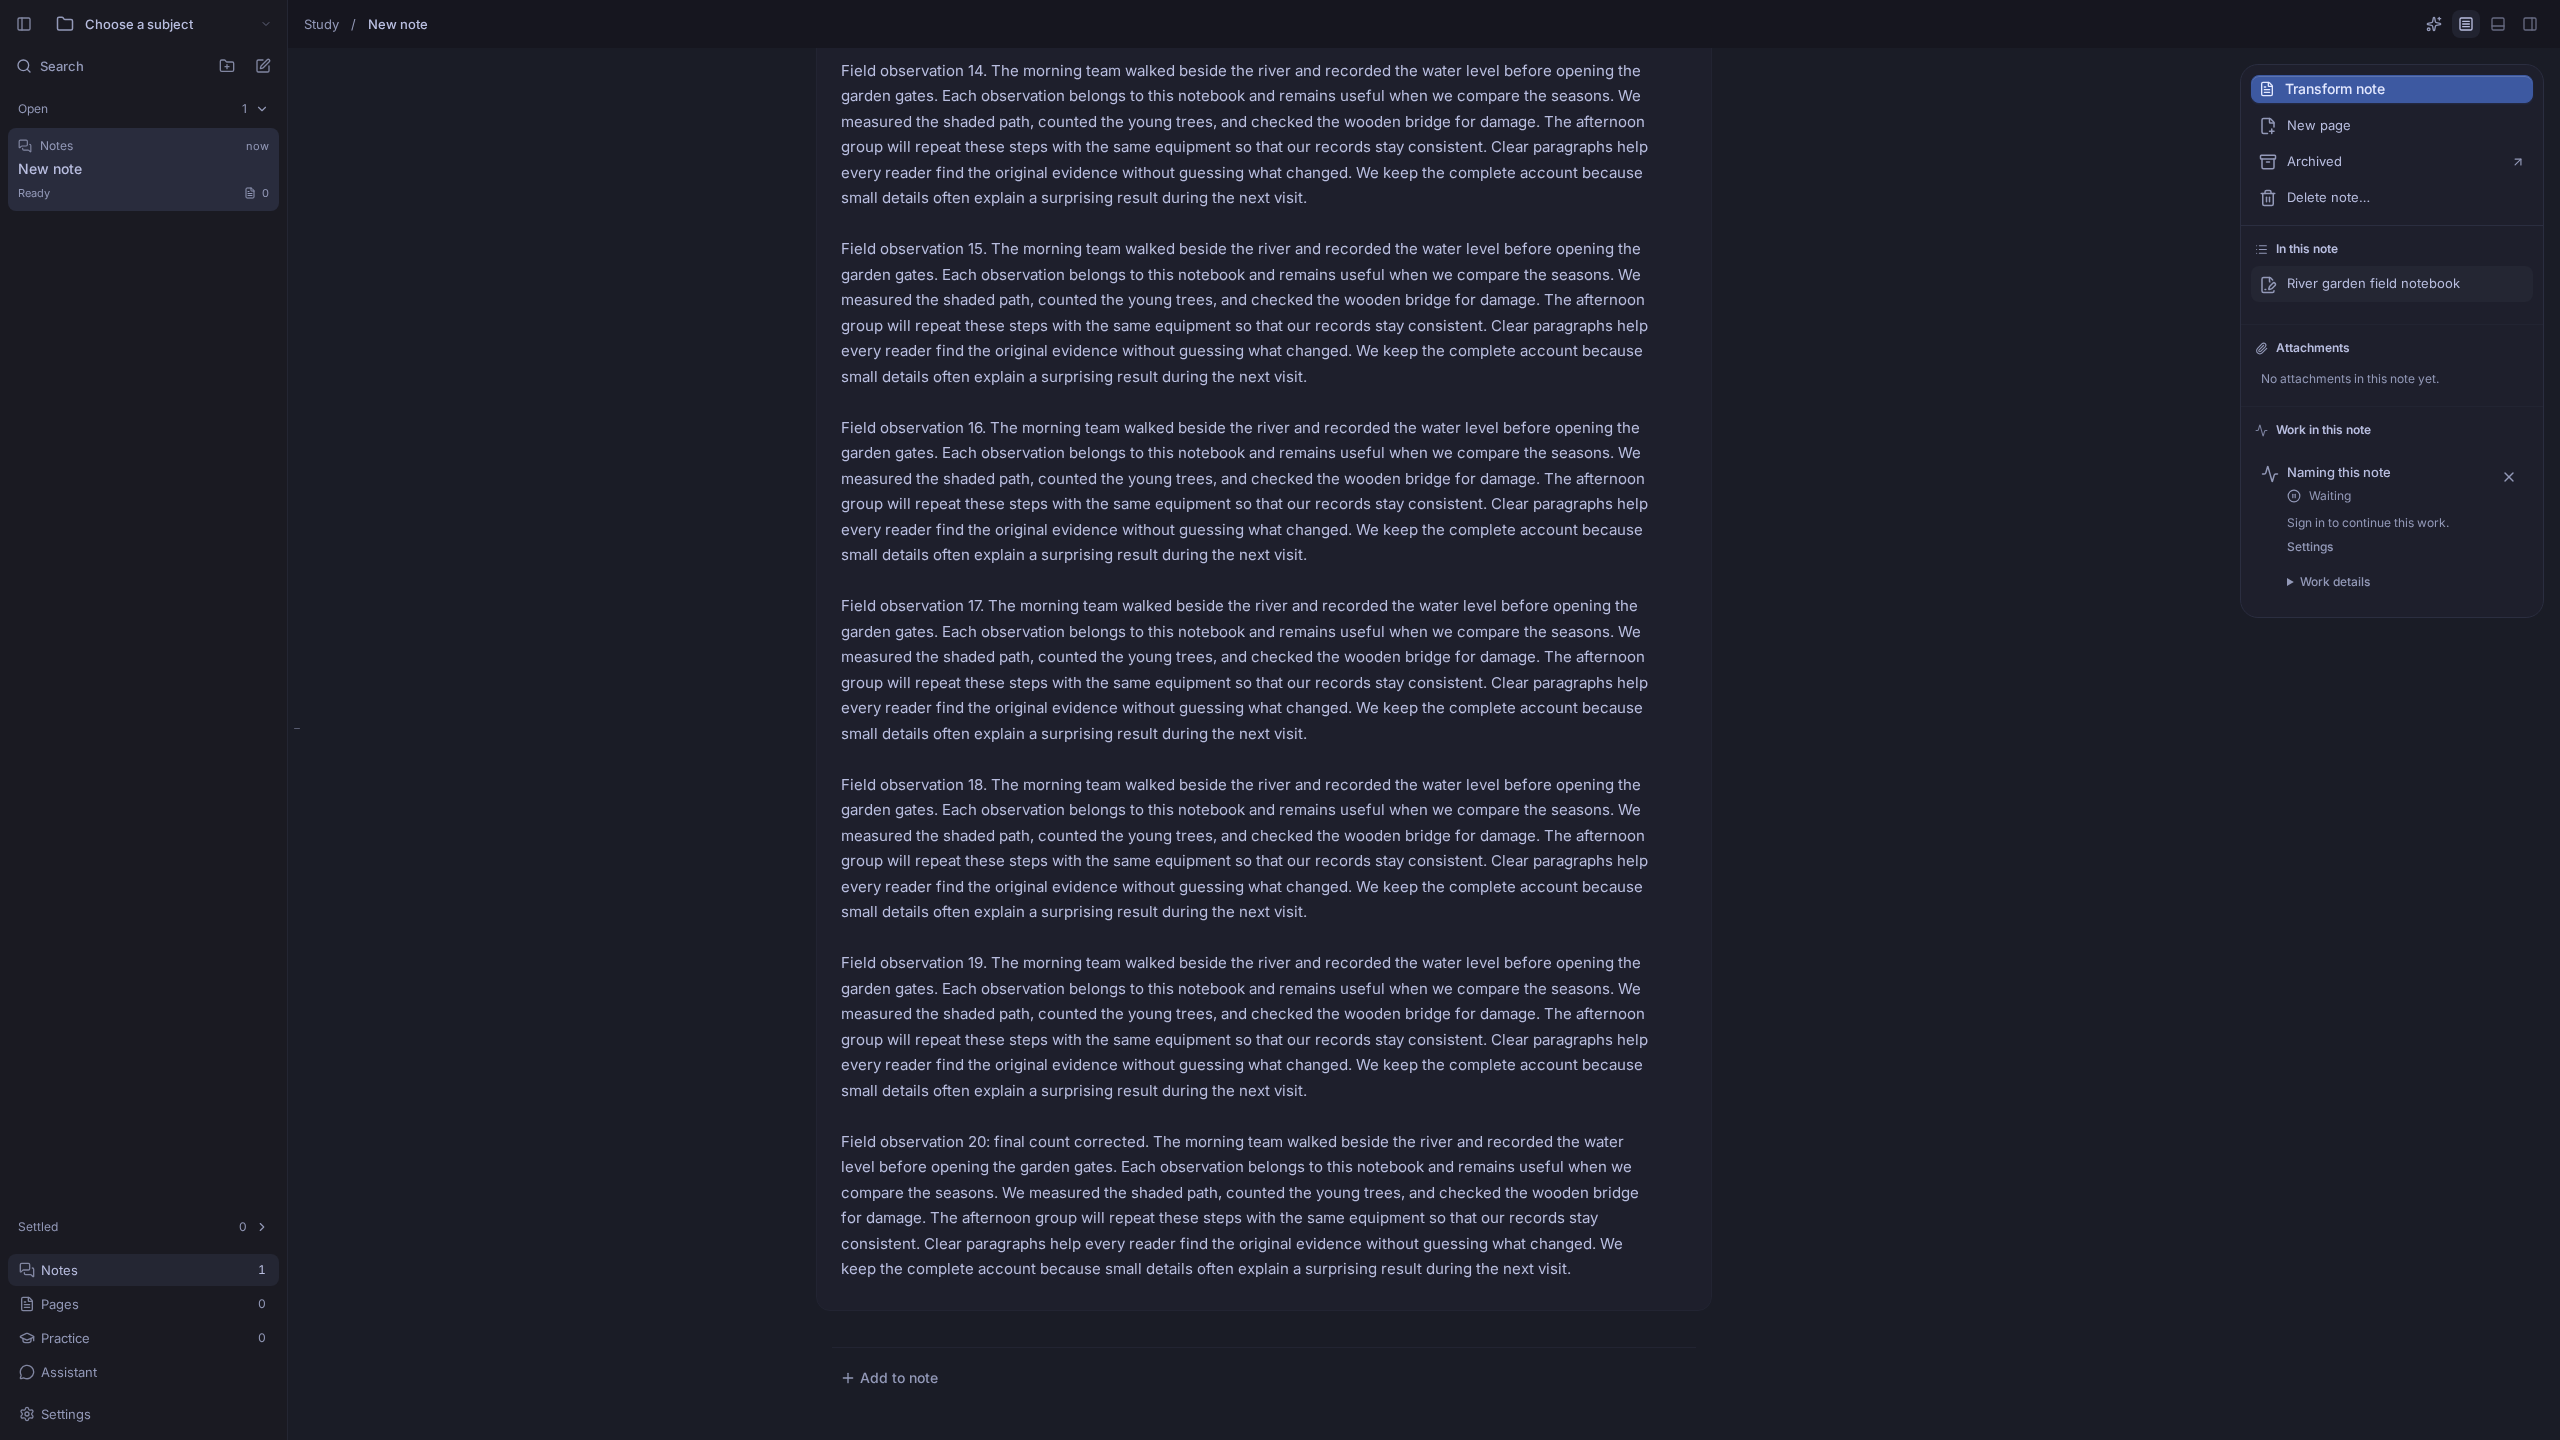 Choose a subject
Search
Open 1
Notes now
New note
Ready 0
Settled 0
Notes 1
Pages 0
Practice 0
Assistant
Settings
Study / New note
Field observation 14. The morning team walked beside the river and recorded the water level before opening the
garden gates. Each observation belongs to this notebook and remains useful when we compare the seasons. We
measured the shaded path, counted the young trees, and checked the wooden bridge for damage. The afternoon
group will repeat these steps with the same equipment so that our records stay consistent. Clear paragraphs help
every reader find the original evidence without guessing what changed. We keep the complete account because
small details often explain a surprising result during the next visit.
Field observation 15. The morning team walked beside the river and recorded the water level before opening the
garden gates. Each observation belongs to this notebook and remains useful when we compare the seasons. We
measured the shaded path, counted the young trees, and checked the wooden bridge for damage. The afternoon
group will repeat these steps with the same equipment so that our records stay consistent. Clear paragraphs help
every reader find the original evidence without guessing what changed. We keep the complete account because
small details often explain a surprising result during the next visit.
Field observation 16. The morning team walked beside the river and recorded the water level before opening the
garden gates. Each observation belongs to this notebook and remains useful when we compare the seasons. We
measured the shaded path, counted the young trees, and checked the wooden bridge for damage. The afternoon
group will repeat these steps with the same equipment so that our records stay consistent. Clear paragraphs help
every reader find the original evidence without guessing what changed. We keep the complete account because
small details often explain a surprising result during the next visit.
Field observation 17. The morning team walked beside the river and recorded the water level before opening the
garden gates. Each observation belongs to this notebook and remains useful when we compare the seasons. We
measured the shaded path, counted the young trees, and checked the wooden bridge for damage. The afternoon
group will repeat these steps with the same equipment so that our records stay consistent. Clear paragraphs help
every reader find the original evidence without guessing what changed. We keep the complete account because
small details often explain a surprising result during the next visit.
Field observation 18. The morning team walked beside the river and recorded the water level before opening the
garden gates. Each observation belongs to this notebook and remains useful when we compare the seasons. We
measured the shaded path, counted the young trees, and checked the wooden bridge for damage. The afternoon
group will repeat these steps with the same equipment so that our records stay consistent. Clear paragraphs help
every reader find the original evidence without guessing what changed. We keep the complete account because
small details often explain a surprising result during the next visit.
Field observation 19. The morning team walked beside the river and recorded the water level before opening the
garden gates. Each observation belongs to this notebook and remains useful when we compare the seasons. We
measured the shaded path, counted the young trees, and checked the wooden bridge for damage. The afternoon
group will repeat these steps with the same equipment so that our records stay consistent. Clear paragraphs help
every reader find the original evidence without guessing what changed. We keep the complete account because
small details often explain a surprising result during the next visit.
Field observation 20: final count corrected. The morning team walked beside the river and recorded the water
level before opening the garden gates. Each observation belongs to this notebook and remains useful when we
compare the seasons. We measured the shaded path, counted the young trees, and checked the wooden bridge
for damage. The afternoon group will repeat these steps with the same equipment so that our records stay
consistent. Clear paragraphs help every reader find the original evidence without guessing what changed. We
keep the complete account because small details often explain a surprising result during the next visit.
Add to note
Transform note
New page
Archived
Delete note...
In this note
River garden field notebook
Attachments
No attachments in this note yet.
Work in this note
Naming this note
Waiting
Sign in to continue this work.
Settings
Work details